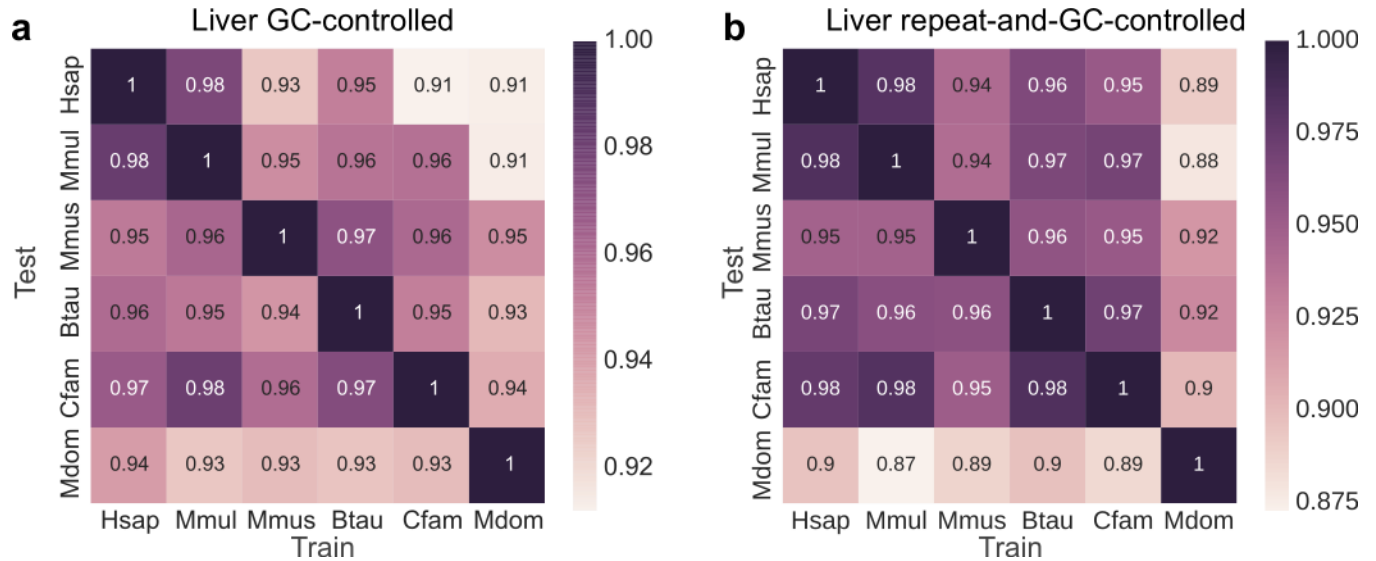 a
Liver GC-controlled
Test
Hsap 1 0.98 0.93 0.95 0.91 0.91
Mmul 0.98 1 0.95 0.96 0.96 0.91
Mmus 0.95 0.96 1 0.97 0.96 0.95
Btau 0.96 0.95 0.94 1 0.95 0.93
Cfam 0.97 0.98 0.96 0.97 1 0.94
Mdom 0.94 0.93 0.93 0.93 0.93 1
Hsap Mmul Mmus Btau Cfam Mdom
Train
1.00
0.98
0.96
0.94
0.92
b
Liver repeat-and-GC-controlled
Test
Hsap 1 0.98 0.94 0.96 0.95 0.89
Mmul 0.98 1 0.94 0.97 0.97 0.88
Mmus 0.95 0.95 1 0.96 0.95 0.92
Btau 0.97 0.96 0.96 1 0.97 0.92
Cfam 0.98 0.98 0.95 0.98 1 0.9
Mdom 0.9 0.87 0.89 0.9 0.89 1
Hsap Mmul Mmus Btau Cfam Mdom
Train
1.000
0.975
0.950
0.925
0.900
0.875